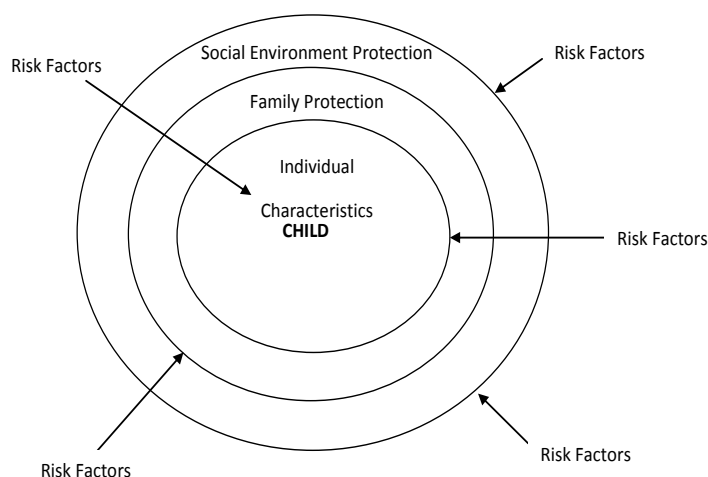 Social Environment Protection
Risk Factors
Risk Factors
Family Protection
Individual
Characteristics
CHILD
Risk Factors
Risk Factors
Risk Factors